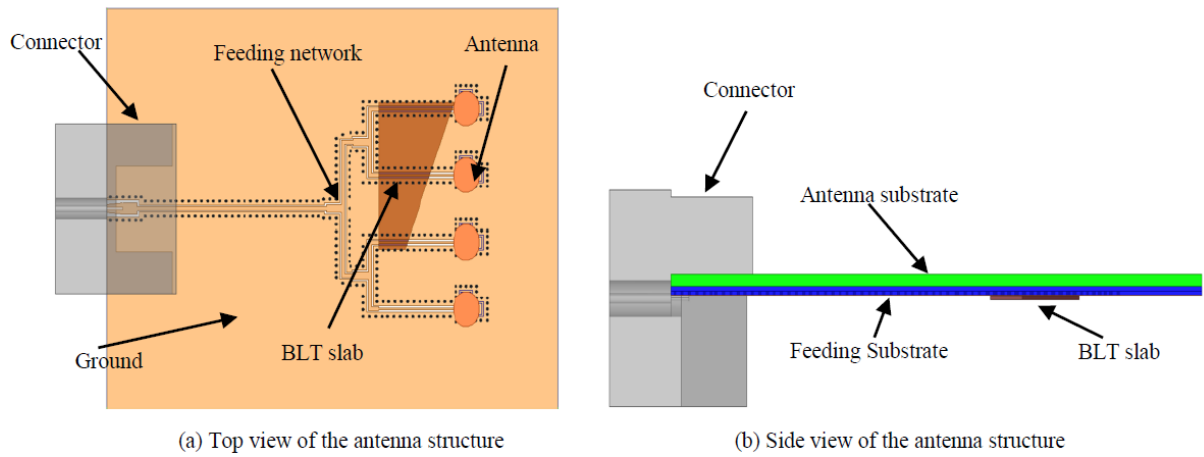 Connector
Feeding network
Antenna
Ground
BLT slab
(a) Top view of the antenna structure
Connector
Antenna substrate
Feeding Substrate
BLT slab
(b) Side view of the antenna structure